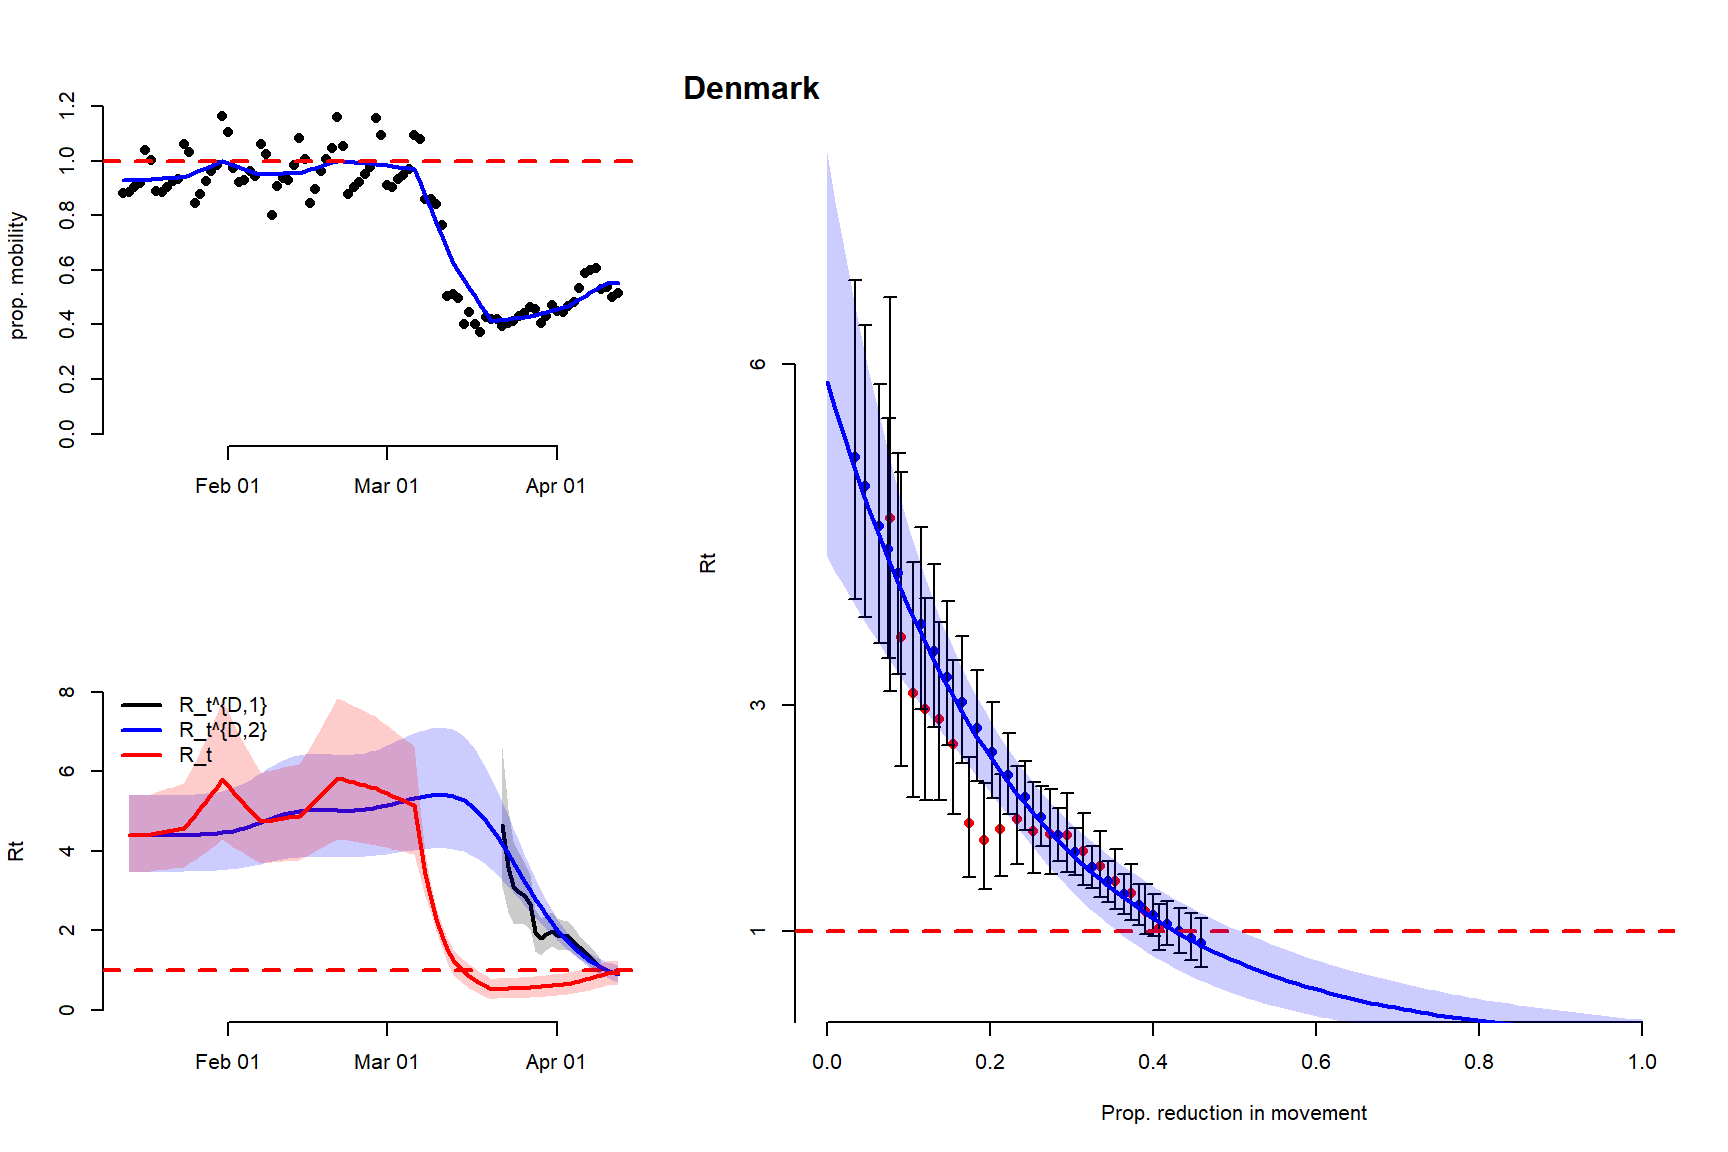 Denmark
prop. mobility
1.2
1.0
0.8
0.6
0.4
0.2
0.0
Feb 01 Mar 01 Apr 01
Rt
8
6
4
2
0
R_t^{D,1}
R_t^{D,2}
R_t
Feb 01 Mar 01 Apr 01
Rt
6
3
1
0.0 0.2 0.4 0.6 0.8 1.0
Prop. reduction in movement